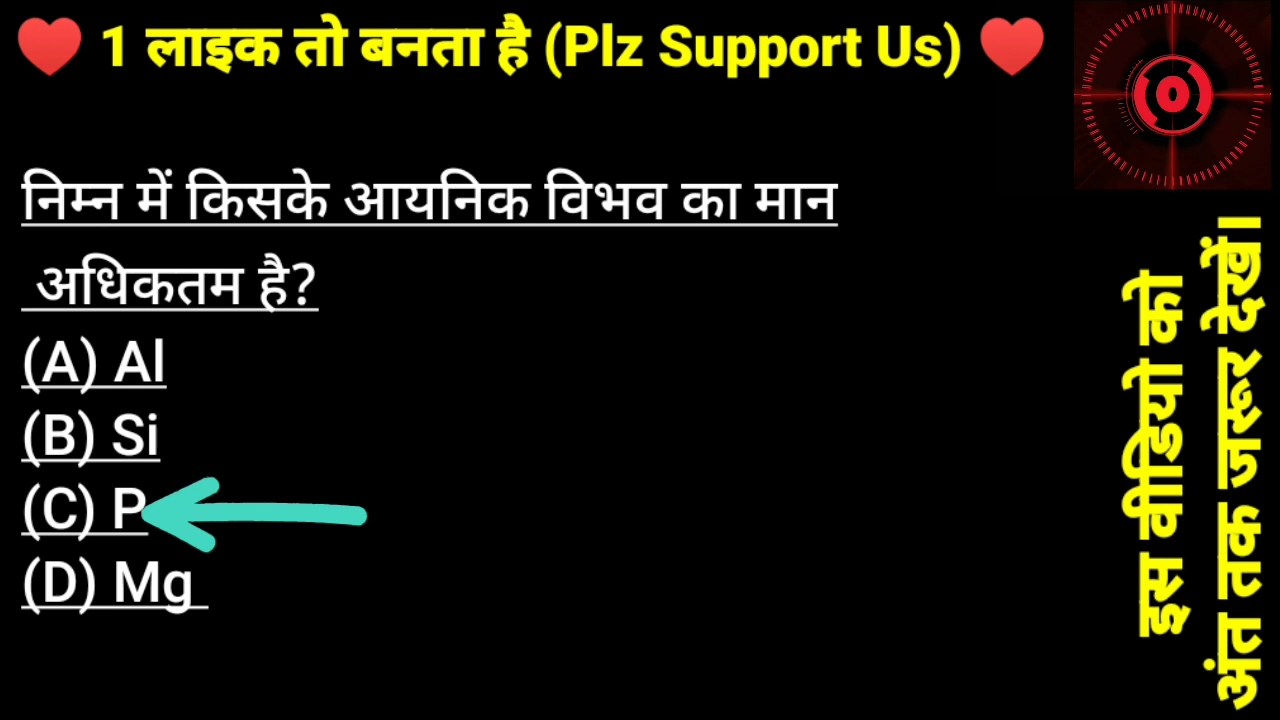 1 लाइक तो बनता है (Plz Support Us)
निम्न में किसके आयनिक विभव का मान
अधिकतम है?
(A) Al
(B) Si
(C) P
(D) Mg
इस वीडियो को
अंत तक जरूर देखें।